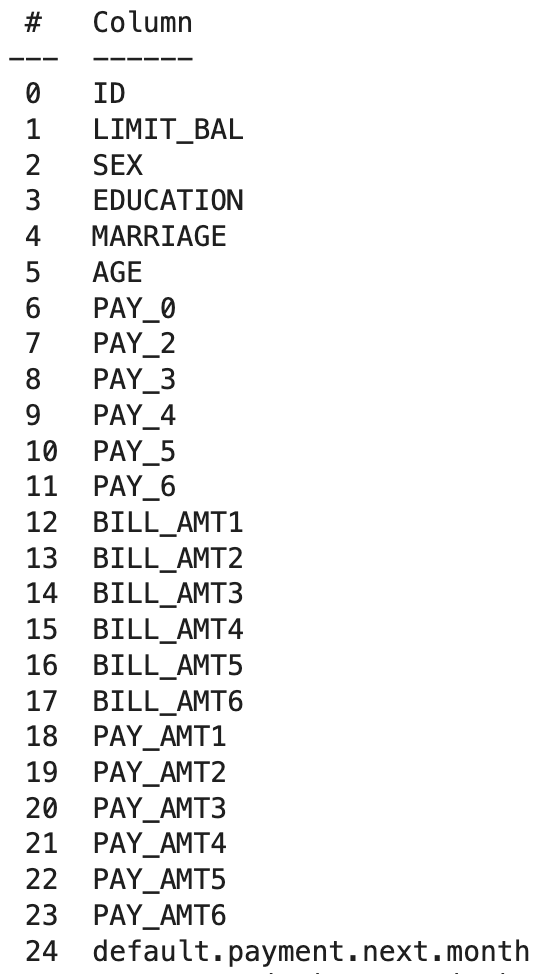 # Column
--- ------
0 ID
1 LIMIT_BAL
2 SEX
3 EDUCATION
4 MARRIAGE
5 AGE
6 PAY_0
7 PAY_2
8 PAY_3
9 PAY_4
10 PAY_5
11 PAY_6
12 BILL_AMT1
13 BILL_AMT2
14 BILL_AMT3
15 BILL_AMT4
16 BILL_AMT5
17 BILL_AMT6
18 PAY_AMT1
19 PAY_AMT2
20 PAY_AMT3
21 PAY_AMT4
22 PAY_AMT5
23 PAY_AMT6
24 default.payment.next.month